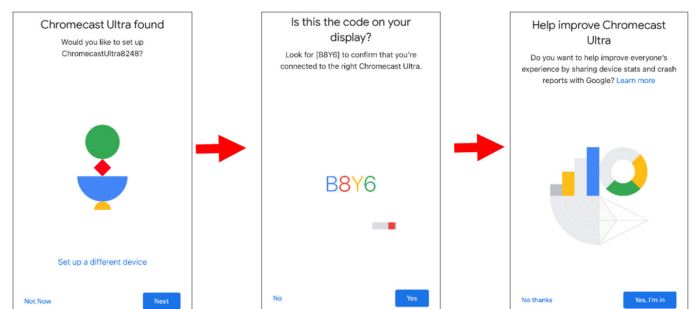 Chromecast Ultra found
Would you like to set up
ChromecastUltra8248?
Set up a different device
Not Now
Next
Is this the code on your
display?
Look for [B8Y6] to confirm that you're
connected to the right Chromecast Ultra.
B8Y6
No
Yes
Help improve Chromecast
Ultra
Do you want to help improve everyone's
experience by sharing device stats and crash
reports with Google? Learn more
No thanks
Yes, I'm in